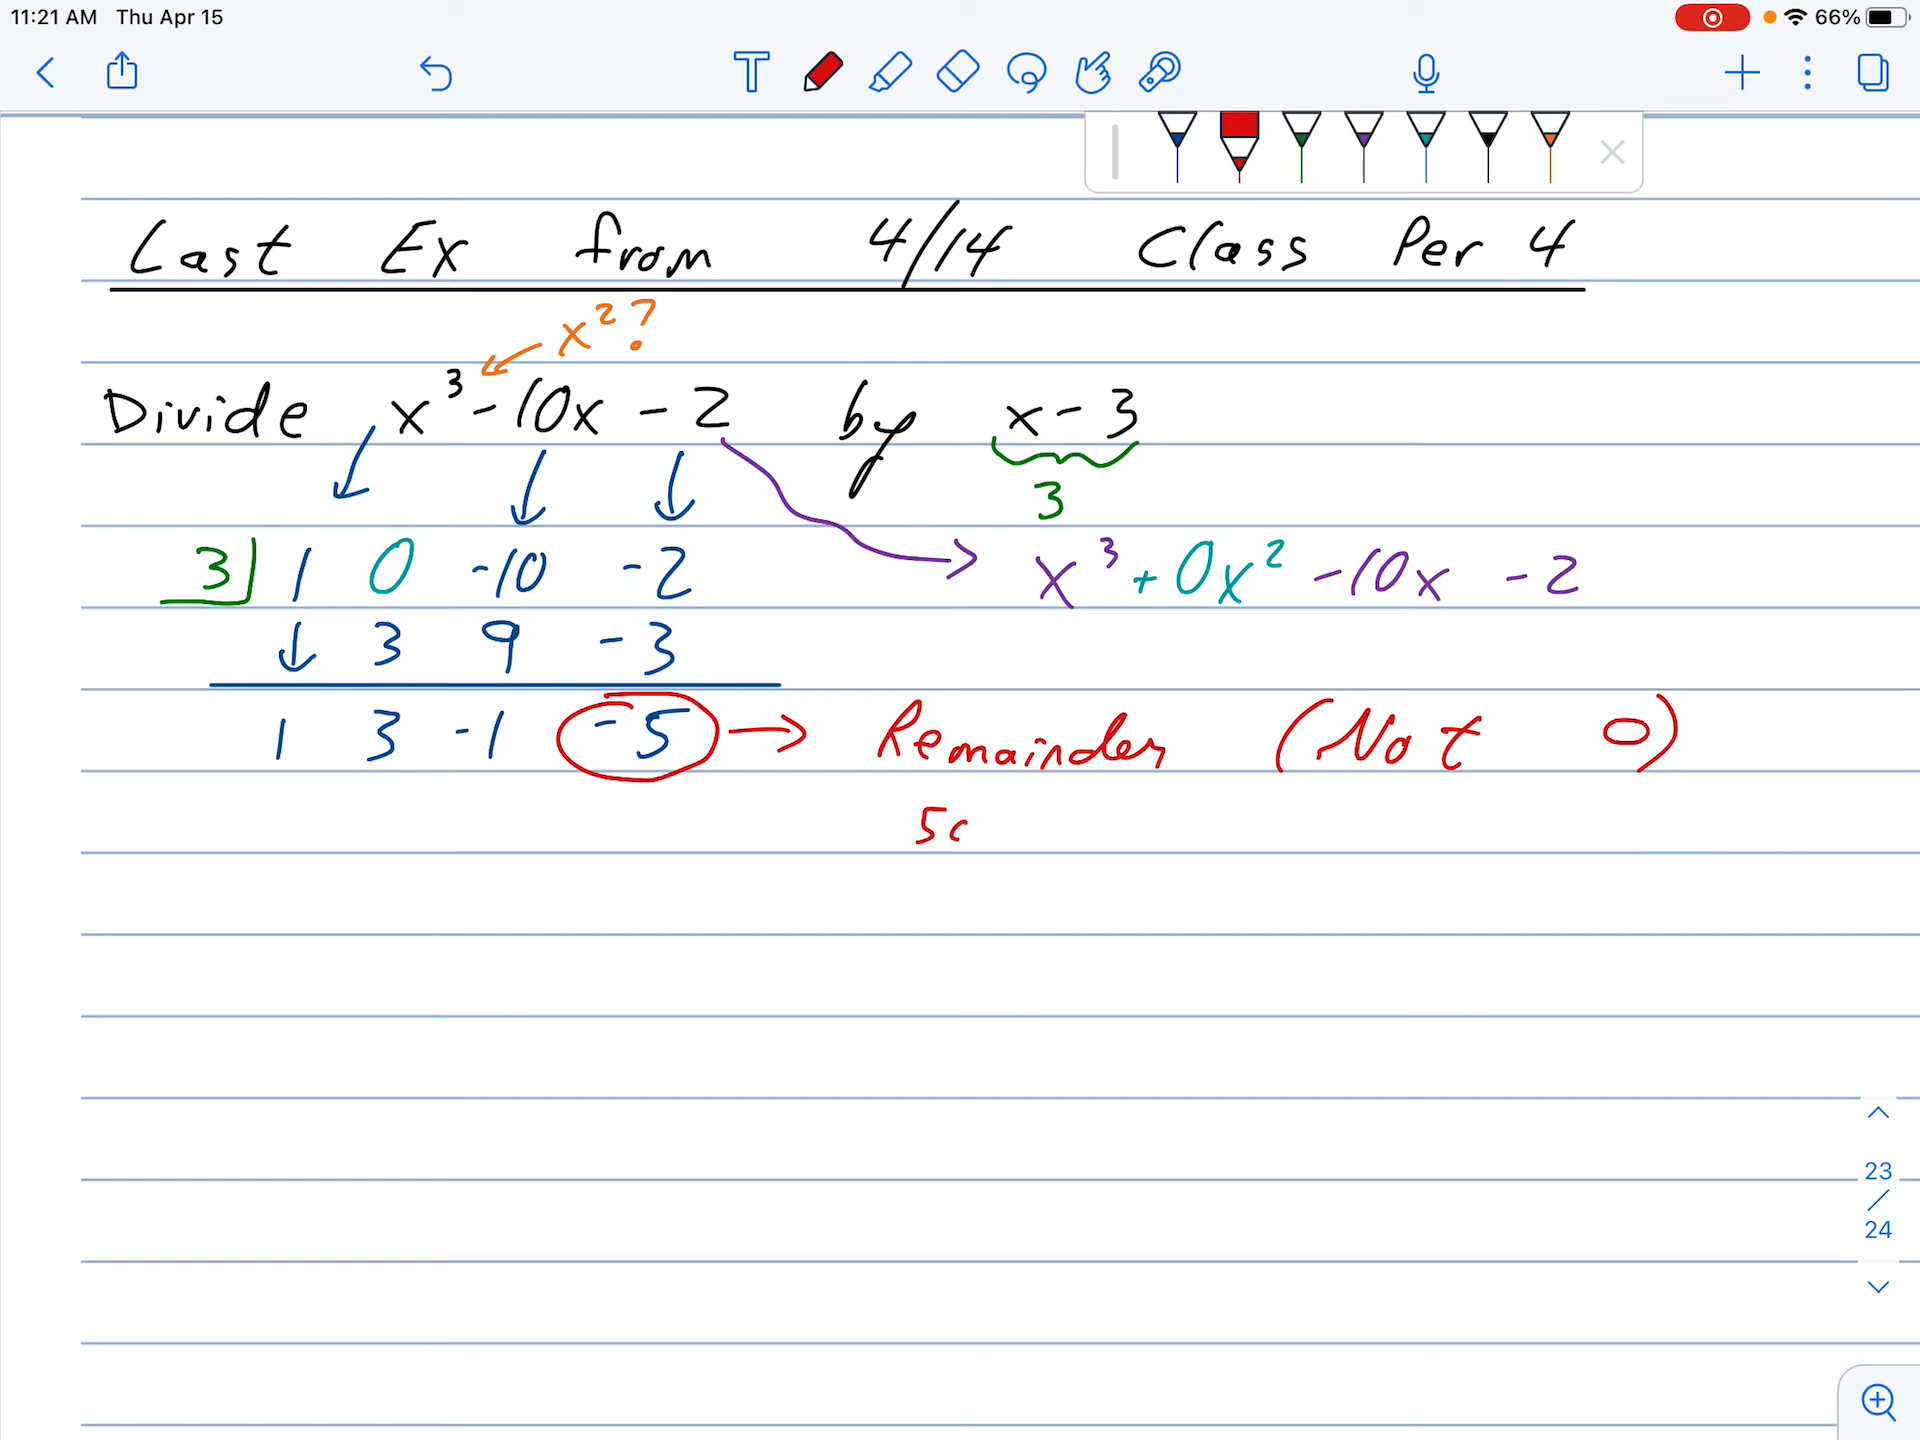 11:21 AM Thu Apr 15 66%
T
Last Ex from 4/14 Class Per 4
x²?
Divide x³-10x-2 by x-3
3
3 1 0 -10 -2 x³+0x²-10x-2
3 9 -3
1 3 -1 -5 → Remainder (Not 0)
23
/
24